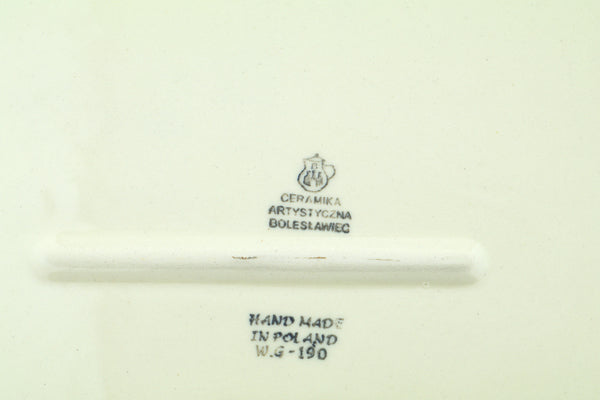 CERAMIKA
ARTYSTYCZNA
BOLESŁAWIEC
HAND MADE
IN POLAND
W.G-190